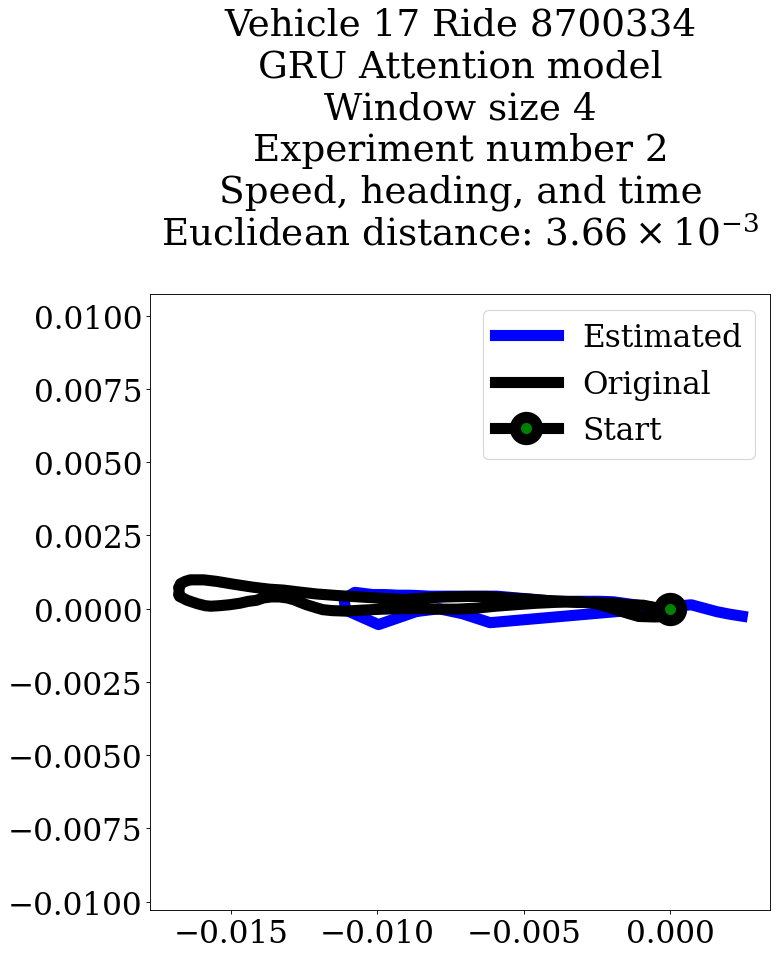 Vehicle 17 Ride 8700334
GRU Attention model
Window size 4
Experiment number 2
Speed, heading, and time
Euclidean distance: 3.66 × 10⁻³
Estimated
Original
Start
0.0100
0.0075
0.0050
0.0025
0.0000
−0.0025
−0.0050
−0.0075
−0.0100
−0.015 −0.010 −0.005 0.000